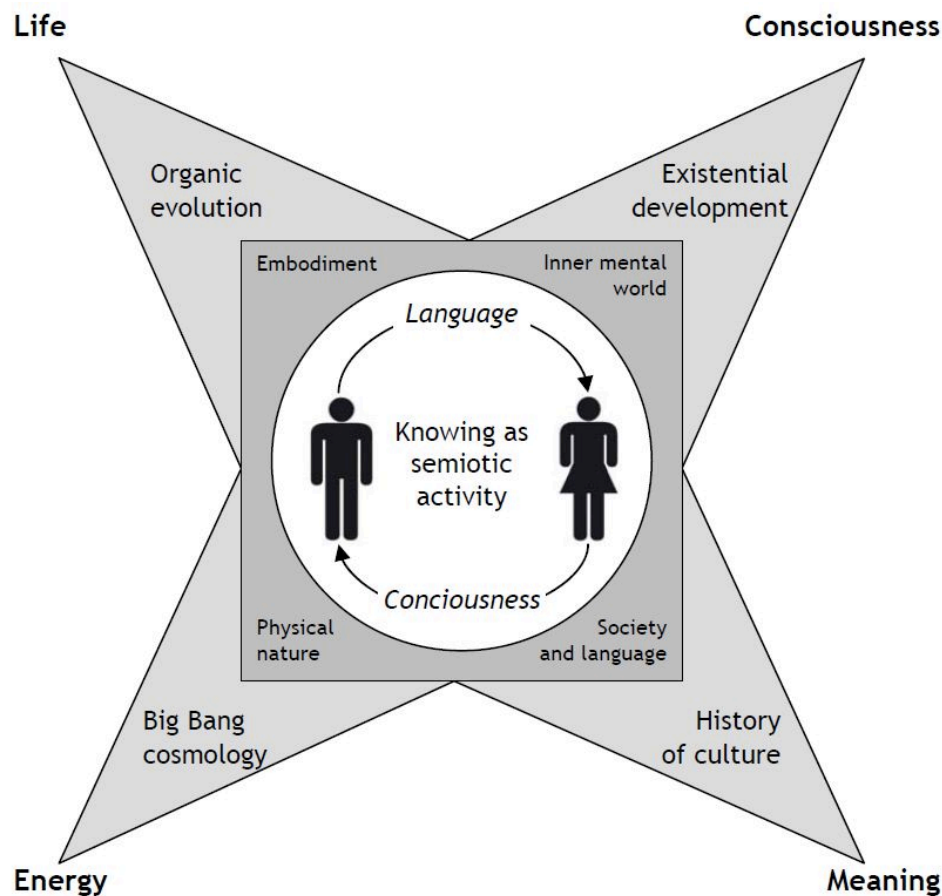 Life
Consciousness
Organic
evolution
Existential
development
Embodiment
Inner mental
world
Language
Knowing as
semiotic
activity
Conciousness
Physical
nature
Society
and language
Big Bang
cosmology
History
of culture
Energy
Meaning